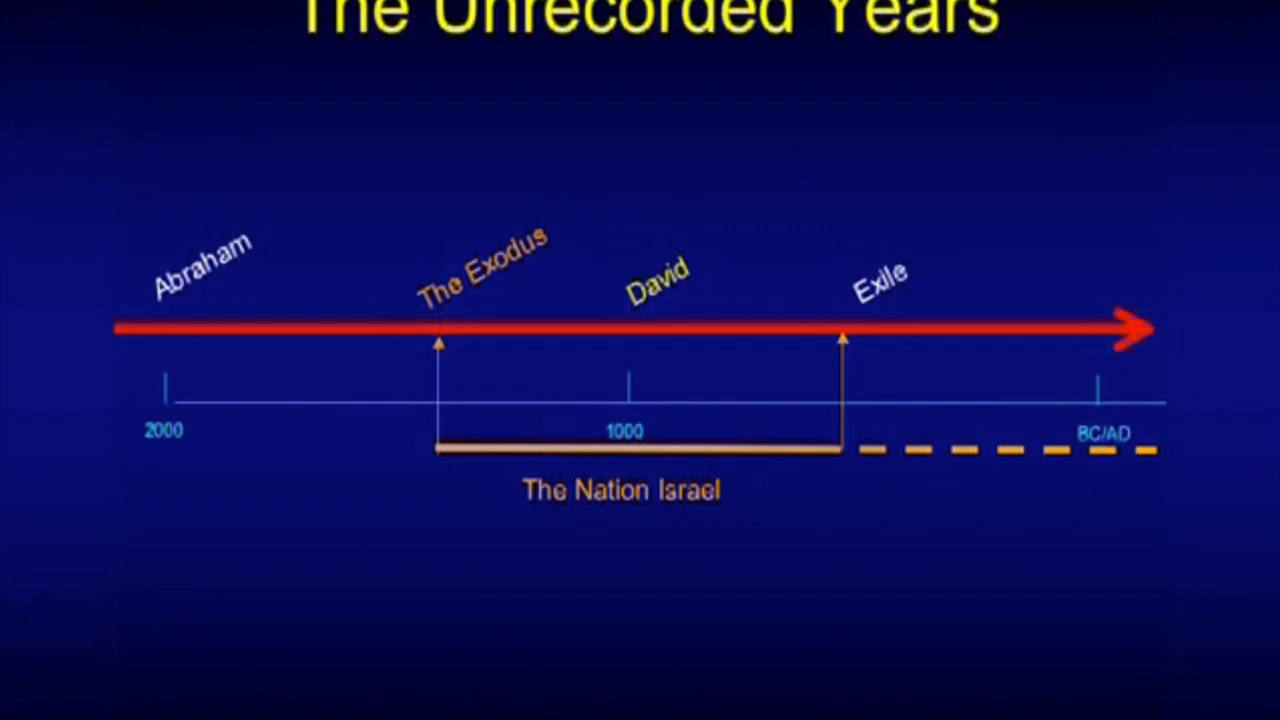 The Unrecorded Years
Abraham
The Exodus
David
Exile
2000
1000
BC/AD
The Nation Israel